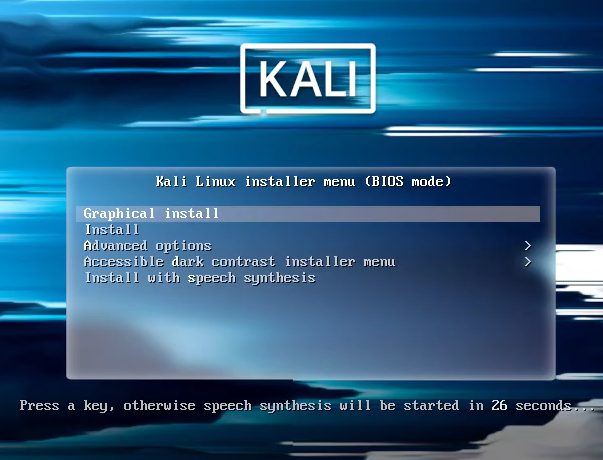 KALI
Kali Linux installer menu (BIOS mode)
Graphical install
Install
Advanced options >
Accessible dark contrast installer menu >
Install with speech synthesis
Press a key, otherwise speech synthesis will be started in 26 seconds...